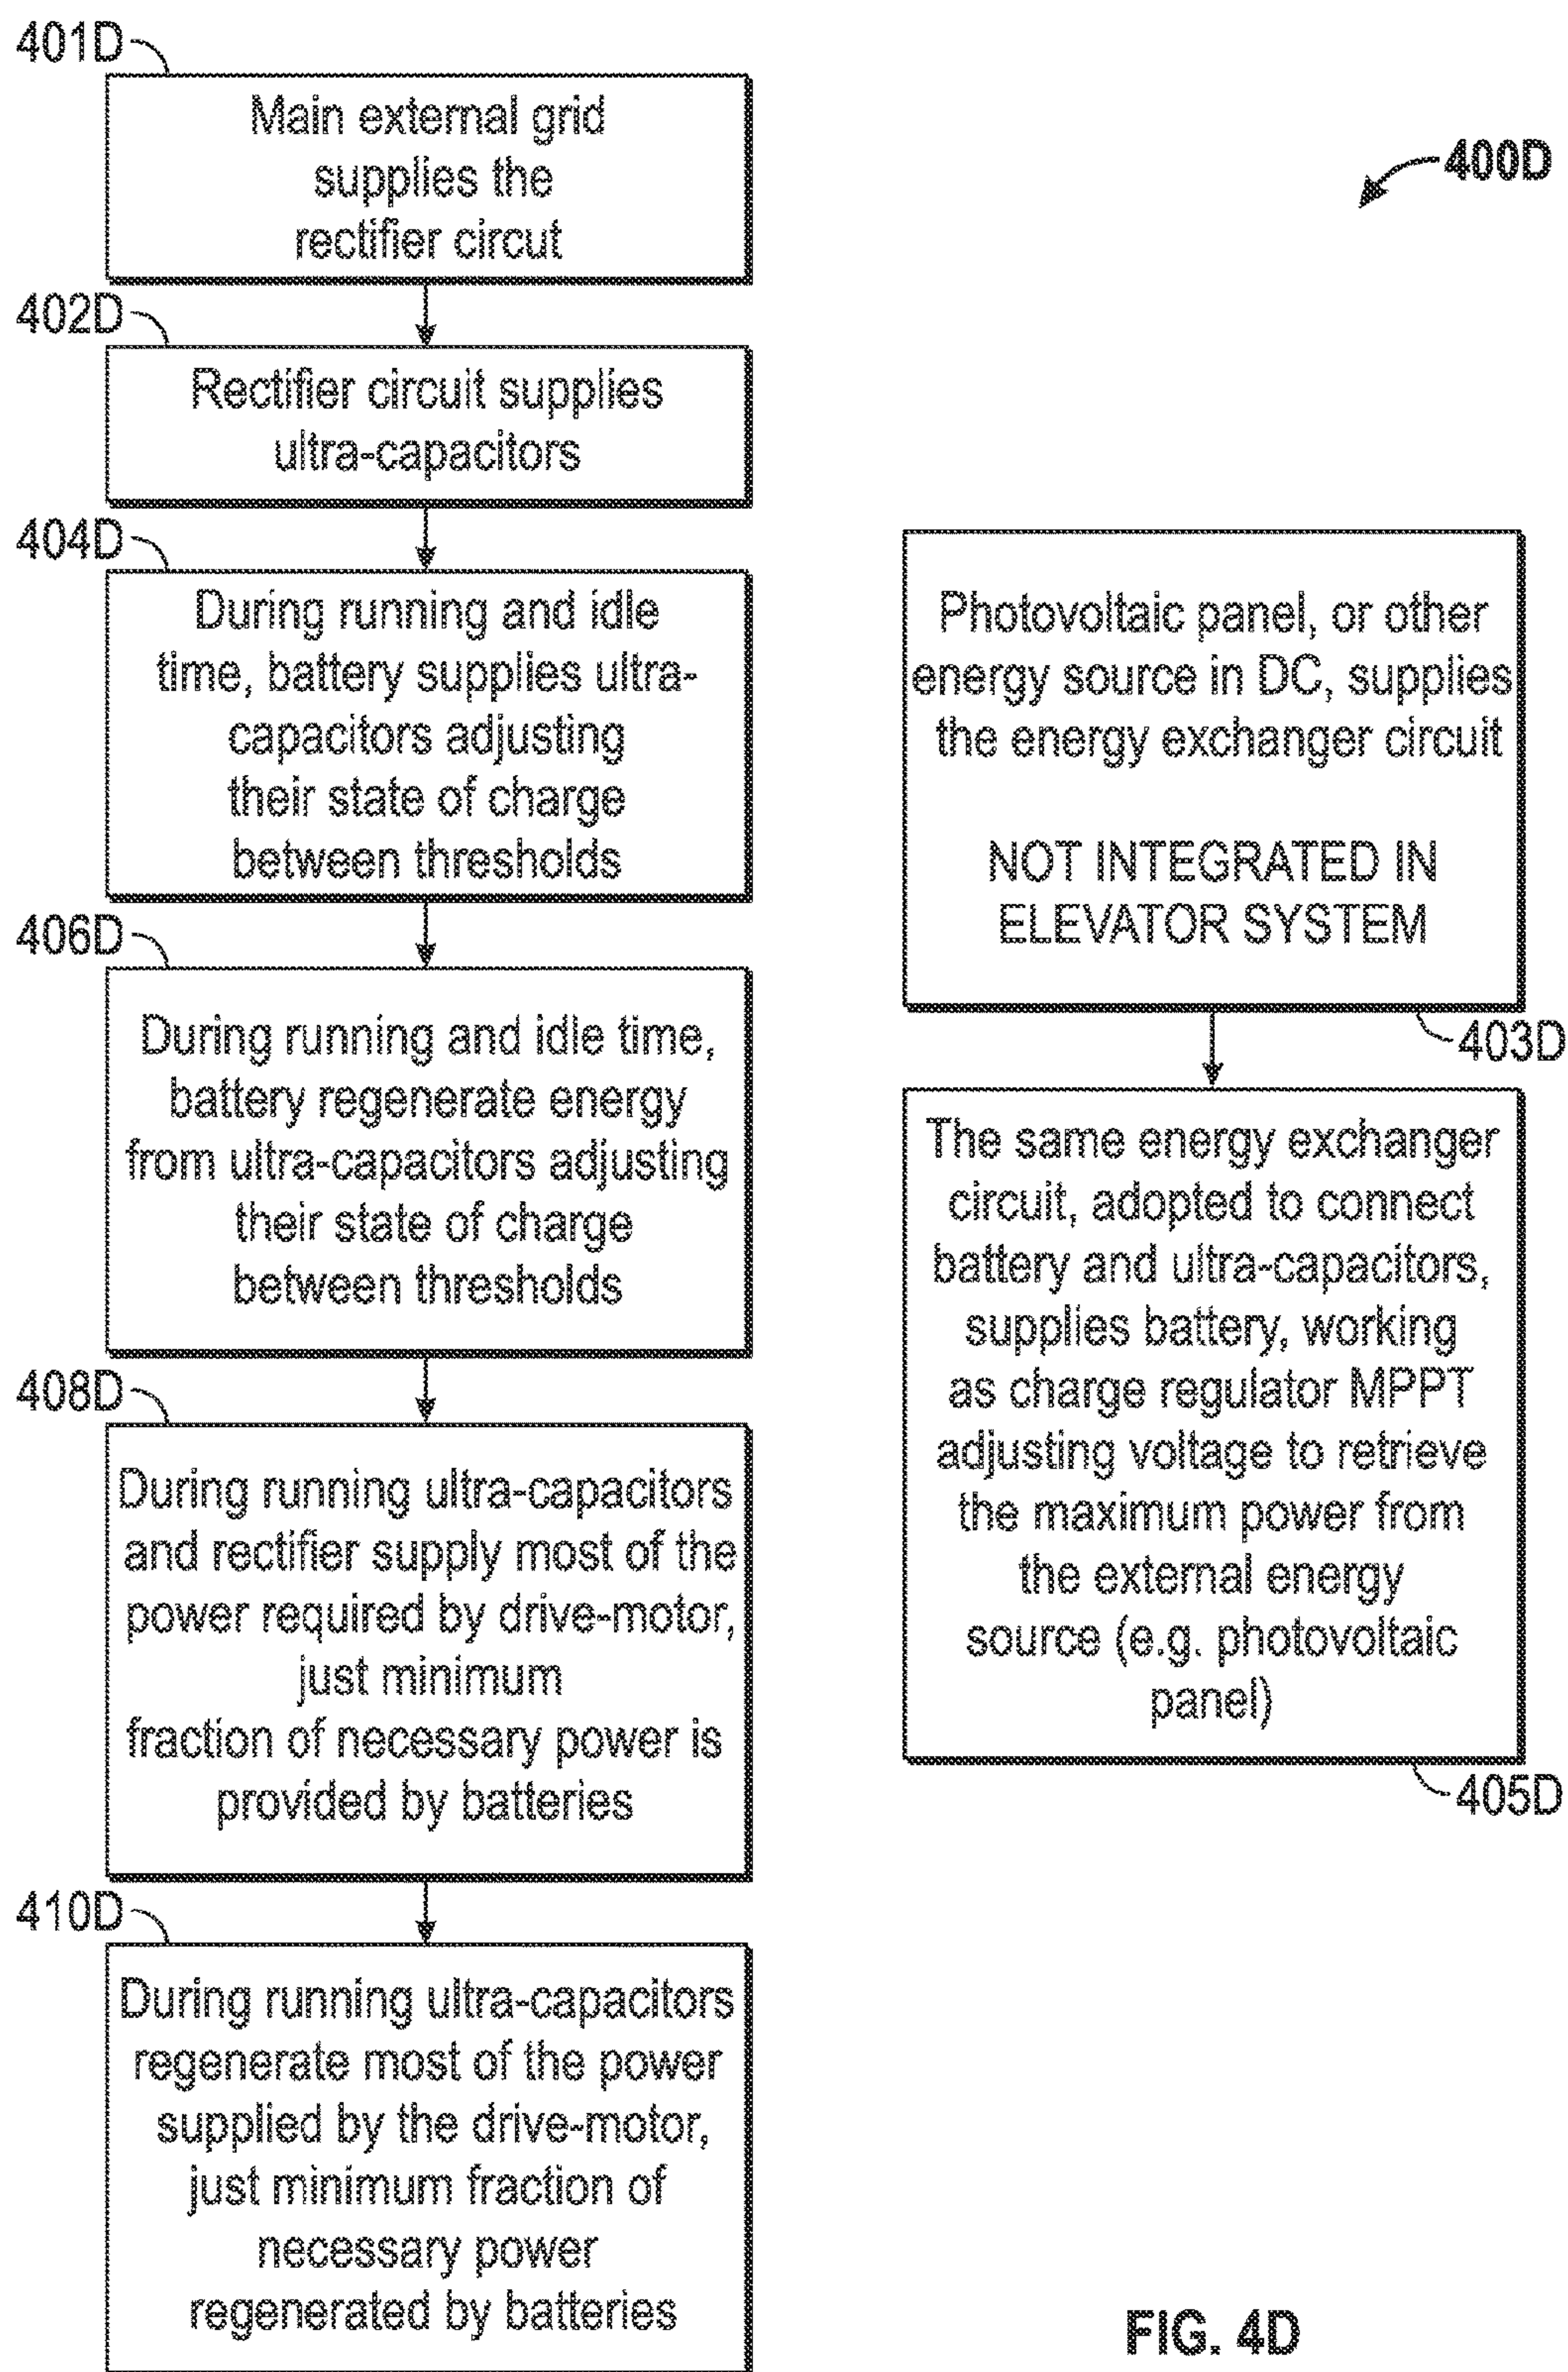 401D
Main external grid
supplies the
rectifier circut
400D
402D
Rectifier circuit supplies
ultra-capacitors
404D
During running and idle
time, battery supplies ultra-
capacitors adjusting
their state of charge
between thresholds
406D
During running and idle time,
battery regenerate energy
from ultra-capacitors adjusting
their state of charge
between thresholds
408D
During running ultra-capacitors
and rectifier supply most of the
power required by drive-motor,
just minimum
fraction of necessary power is
provided by batteries
410D
During running ultra-capacitors
regenerate most of the power
supplied by the drive-motor,
just minimum fraction of
necessary power
regenerated by batteries
Photovoltaic panel, or other
energy source in DC, supplies
the energy exchanger circuit
NOT INTEGRATED IN
ELEVATOR SYSTEM
403D
The same energy exchanger
circuit, adopted to connect
battery and ultra-capacitors,
supplies battery, working
as charge regulator MPPT
adjusting voltage to retrieve
the maximum power from
the external energy
source (e.g. photovoltaic
panel)
405D
FIG. 4D